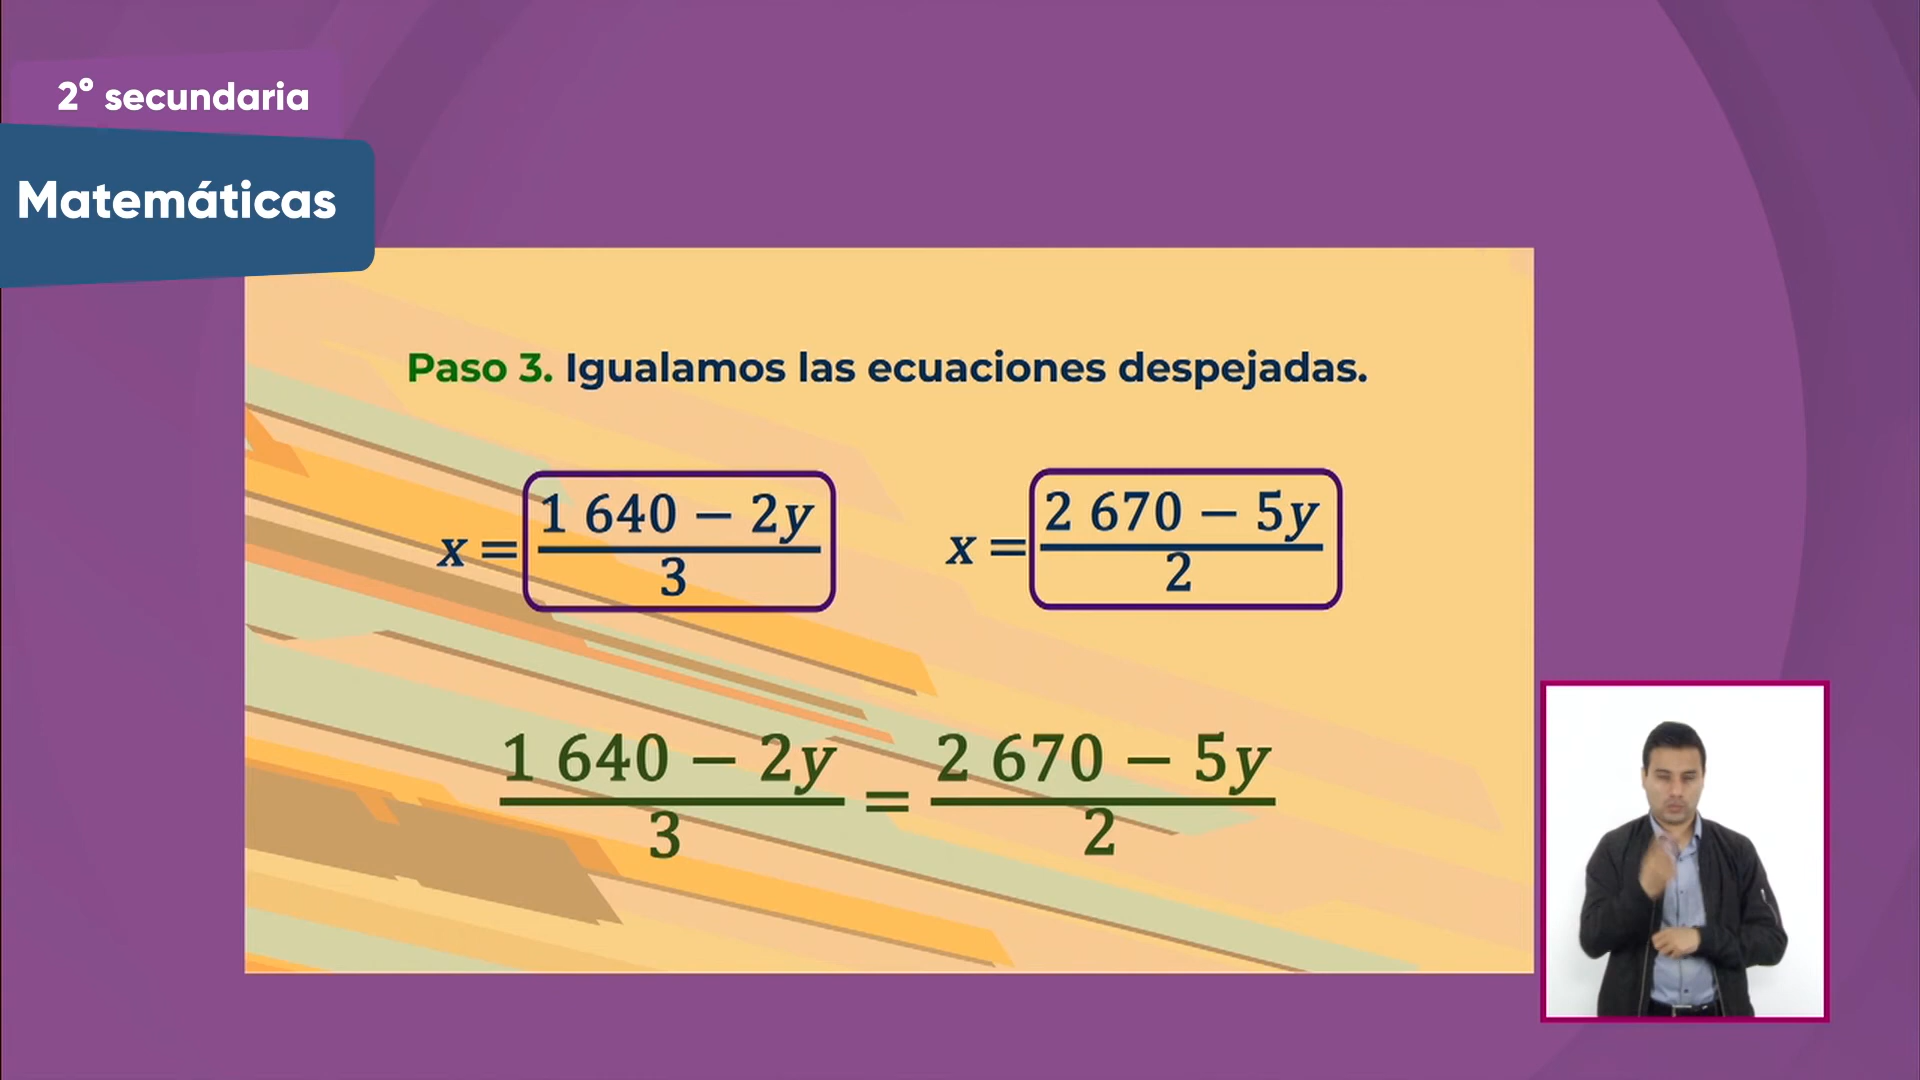 2° secundaria
Matemáticas
Paso 3. Igualamos las ecuaciones despejadas.
x = (1 640 − 2y)/3    x = (2 670 − 5y)/2
(1 640 − 2y)/3 = (2 670 − 5y)/2